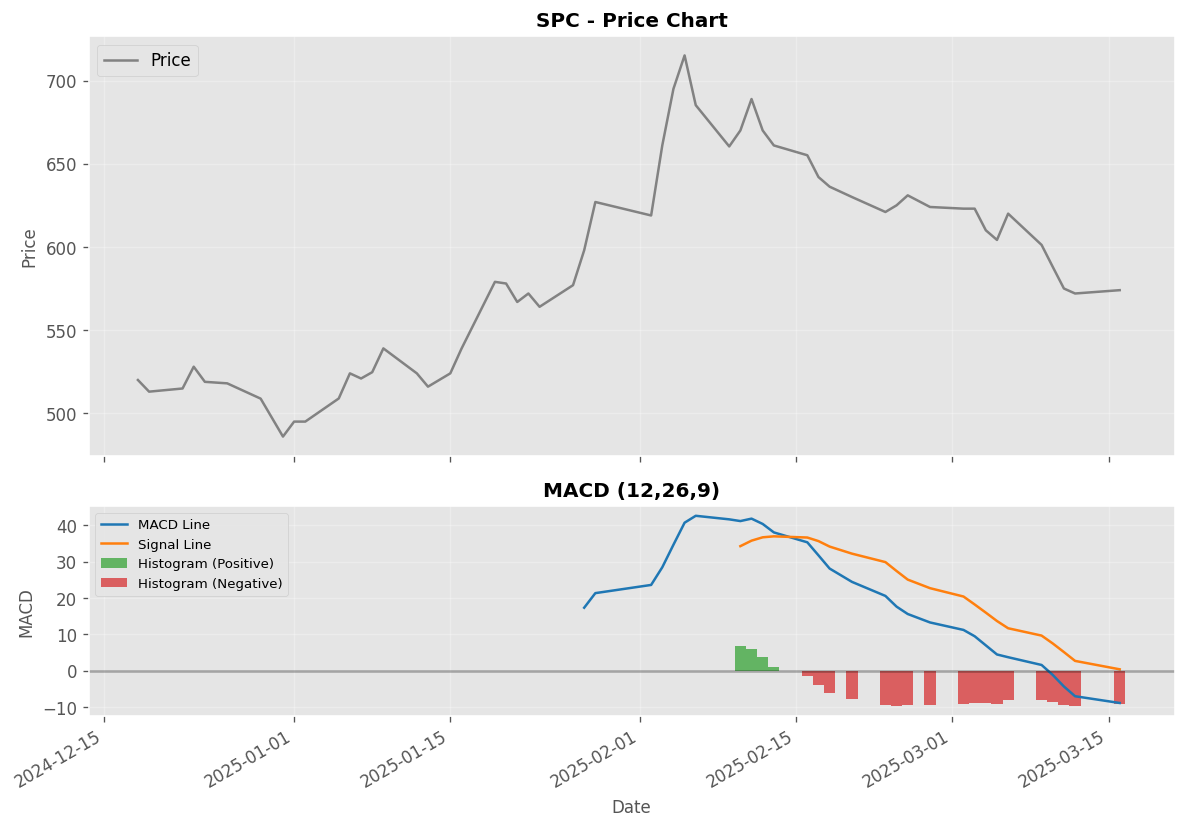 SPC - Price Chart
Price
700
650
600
550
500
Price
MACD (12,26,9)
MACD Line
Signal Line
Histogram (Positive)
Histogram (Negative)
40
30
20
10
0
−10
MACD
2024-12-15
2025-01-01
2025-01-15
2025-02-01
2025-02-15
2025-03-01
2025-03-15
Date